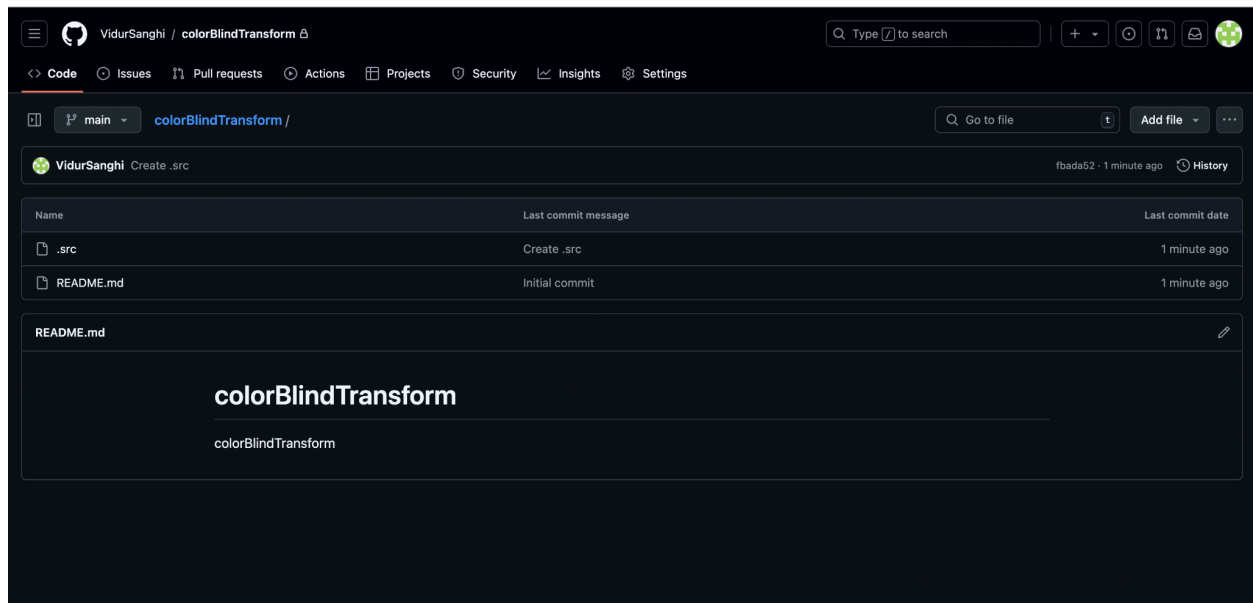 VidurSanghi / colorBlindTransform
Type / to search
Code Issues Pull requests Actions Projects Security Insights Settings
main colorBlindTransform / Go to file t Add file
VidurSanghi Create .src fbada52 · 1 minute ago History
Name Last commit message Last commit date
.src Create .src 1 minute ago
README.md Initial commit 1 minute ago
README.md
colorBlindTransform
colorBlindTransform